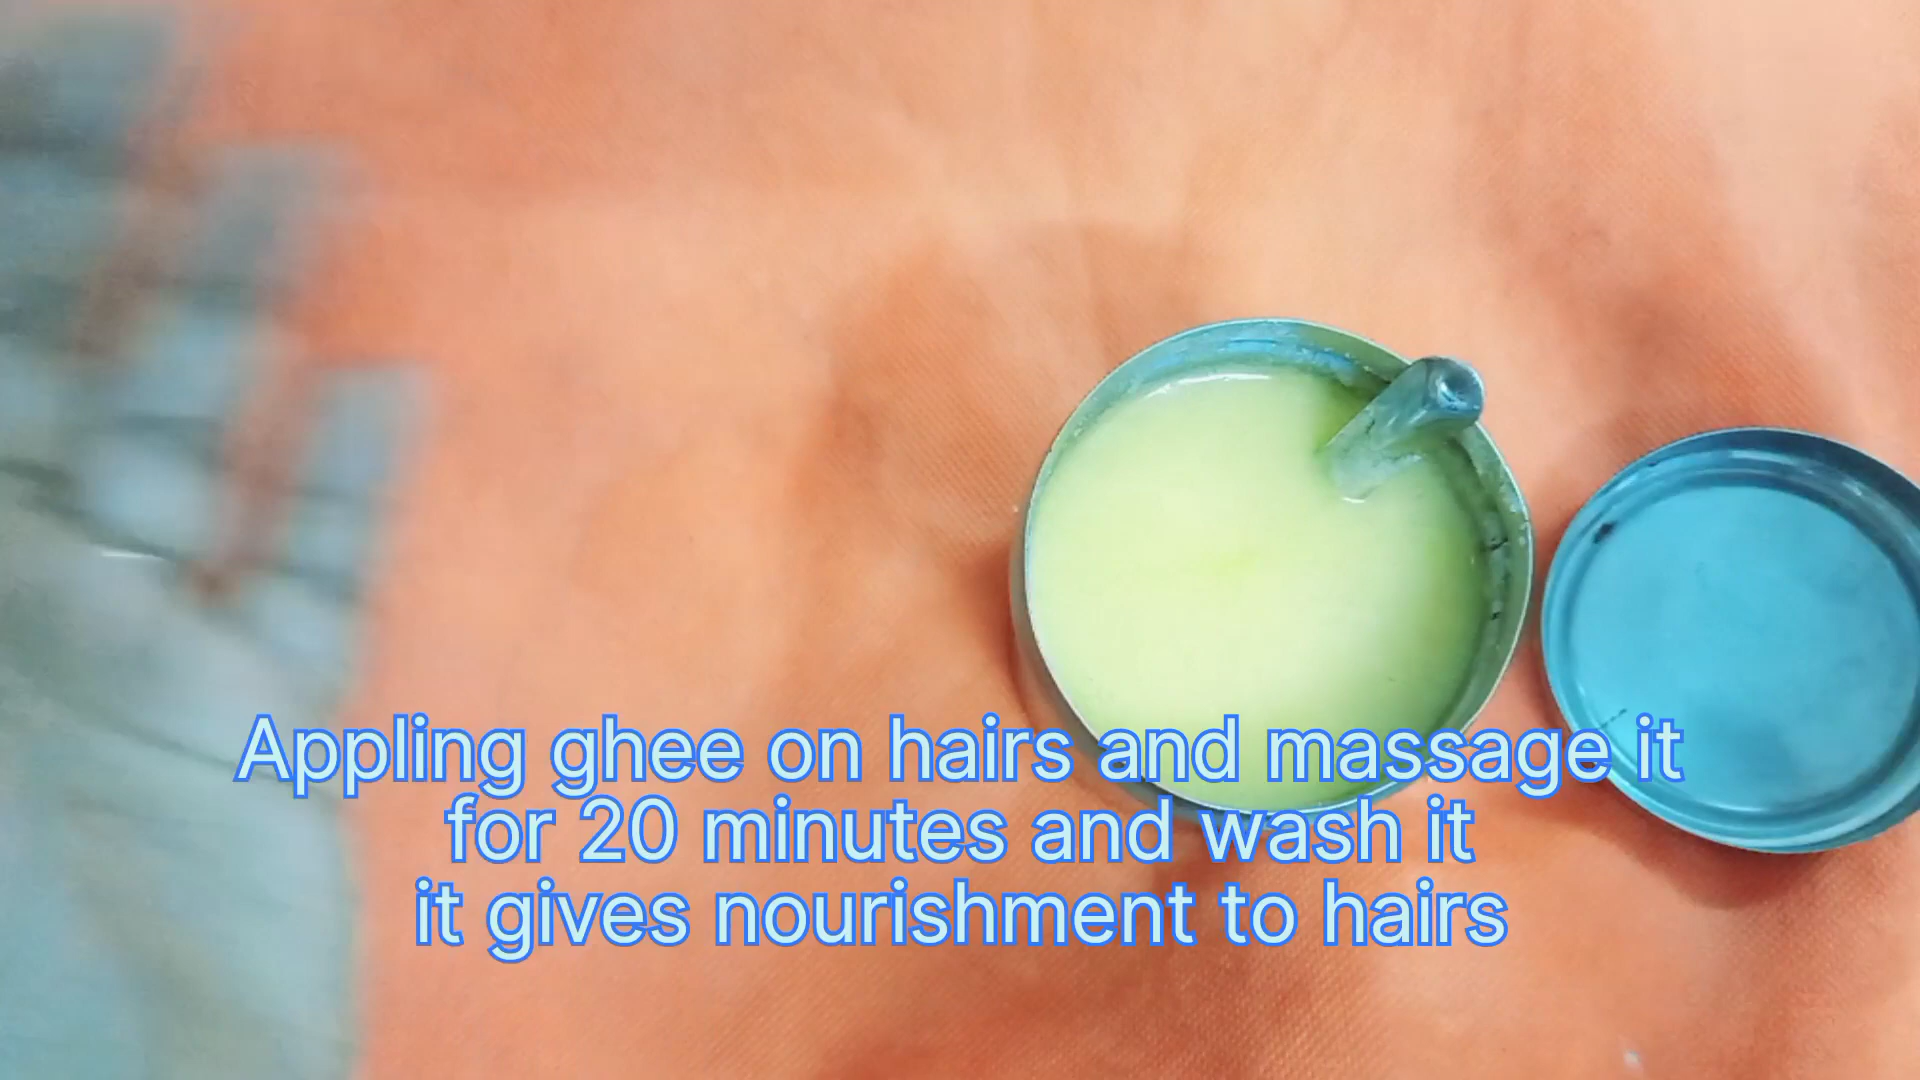 Appling ghee on hairs and massage it
for 20 minutes and wash it
it gives nourishment to hairs